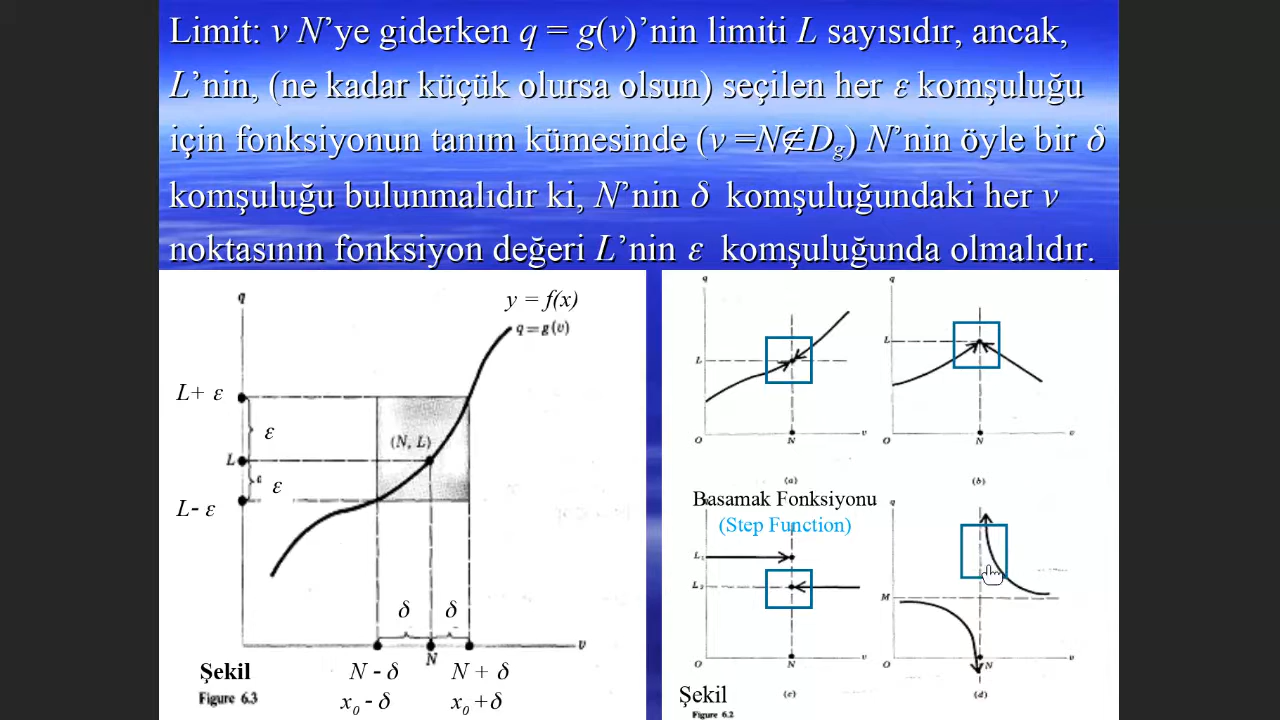 Limit: v N’ye giderken q = g(v)’nin limiti L sayısıdır, ancak,
L’nin, (ne kadar küçük olursa olsun) seçilen her ε komşuluğu
için fonksiyonun tanım kümesinde (v =N∉Dg) N’nin öyle bir δ
komşuluğu bulunmalıdır ki, N’nin δ komşuluğundaki her v
noktasının fonksiyon değeri L’nin ε komşuluğunda olmalıdır.
q
y = f(x)
q=g(v)
L+ ε
ε
(N, L)
L
ε
L- ε
δ δ
v
N
Şekil
N - δ
N + δ
Figure 6.3
x0 - δ
x0 +δ
q
L
O
N
v
(a)
q
L
O
N
v
(b)
Basamak Fonksiyonu
(Step Function)
L1
L2
O
N
v
(c)
q
M
O
N
v
(d)
Şekil
Figure 6.2